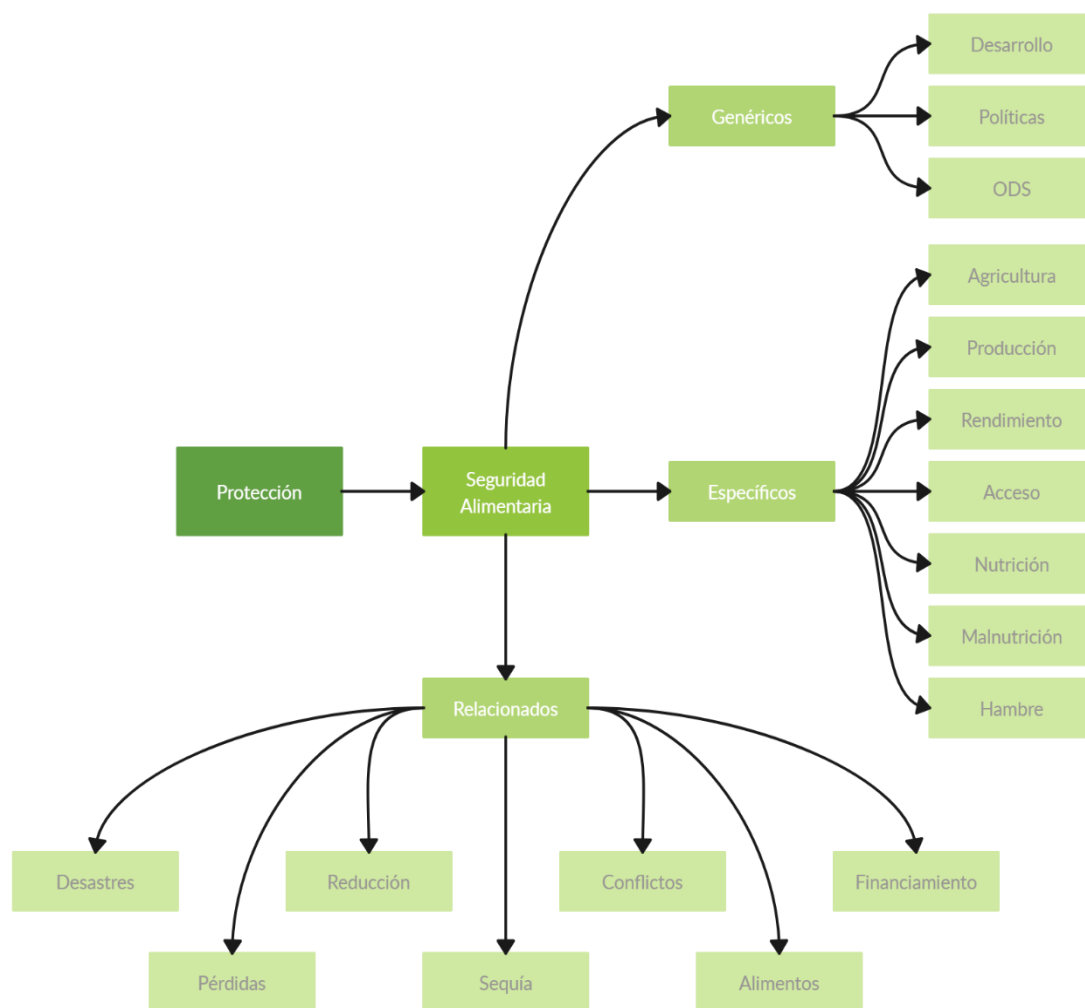 Desarrollo
Genéricos
Políticas
ODS
Agricultura
Producción
Rendimiento
Protección
Seguridad
Alimentaria
Específicos
Acceso
Nutrición
Malnutrición
Relacionados
Hambre
Desastres
Reducción
Conflictos
Financiamiento
Pérdidas
Sequía
Alimentos